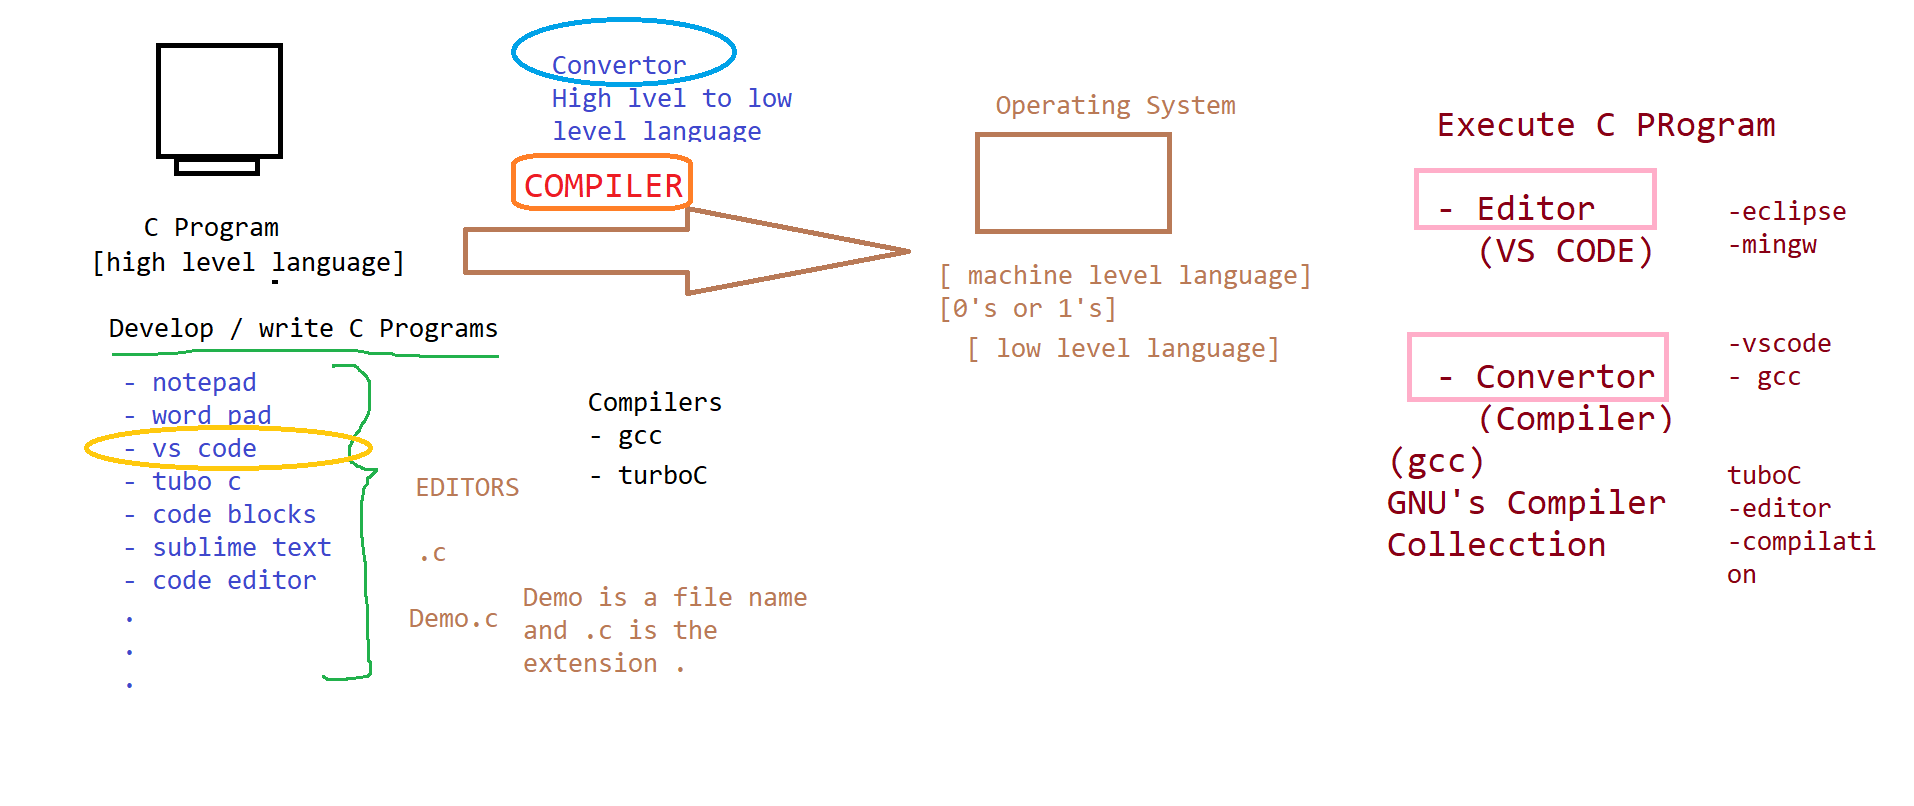 C Program
[high level language]
Develop / write C Programs
- notepad
- word pad
- vs code
- tubo c
- code blocks
- sublime text
- code editor
.
.
.
EDITORS
.c
Demo.c
Demo is a file name
and .c is the
extension .
Convertor
High lvel to low
level language
COMPILER
Compilers
- gcc
- turboC
Operating System
[ machine level language]
[0's or 1's]
[ low level language]
Execute C PRogram
- Editor
(VS CODE)
- Convertor
(Compiler)
(gcc)
GNU's Compiler
Collecction
-eclipse
-mingw
-vscode
- gcc
tuboC
-editor
-compilati
on